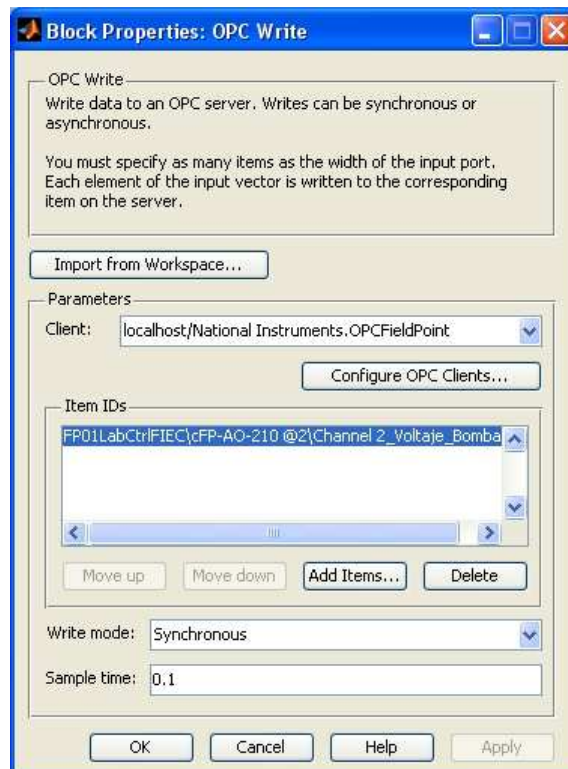 Block Properties: OPC Write
OPC Write
Write data to an OPC server. Writes can be synchronous or
asynchronous.
You must specify as many items as the width of the input port.
Each element of the input vector is written to the corresponding
item on the server.
Import from Workspace...
Parameters
Client: localhost/National Instruments.OPCFieldPoint
Configure OPC Clients...
Item IDs
FP01LabCtrlFIEC\cFP-AO-210 @2\Channel 2_Voltaje_Bomba
Move up Move down Add Items... Delete
Write mode: Synchronous
Sample time: 0.1
OK Cancel Help Apply